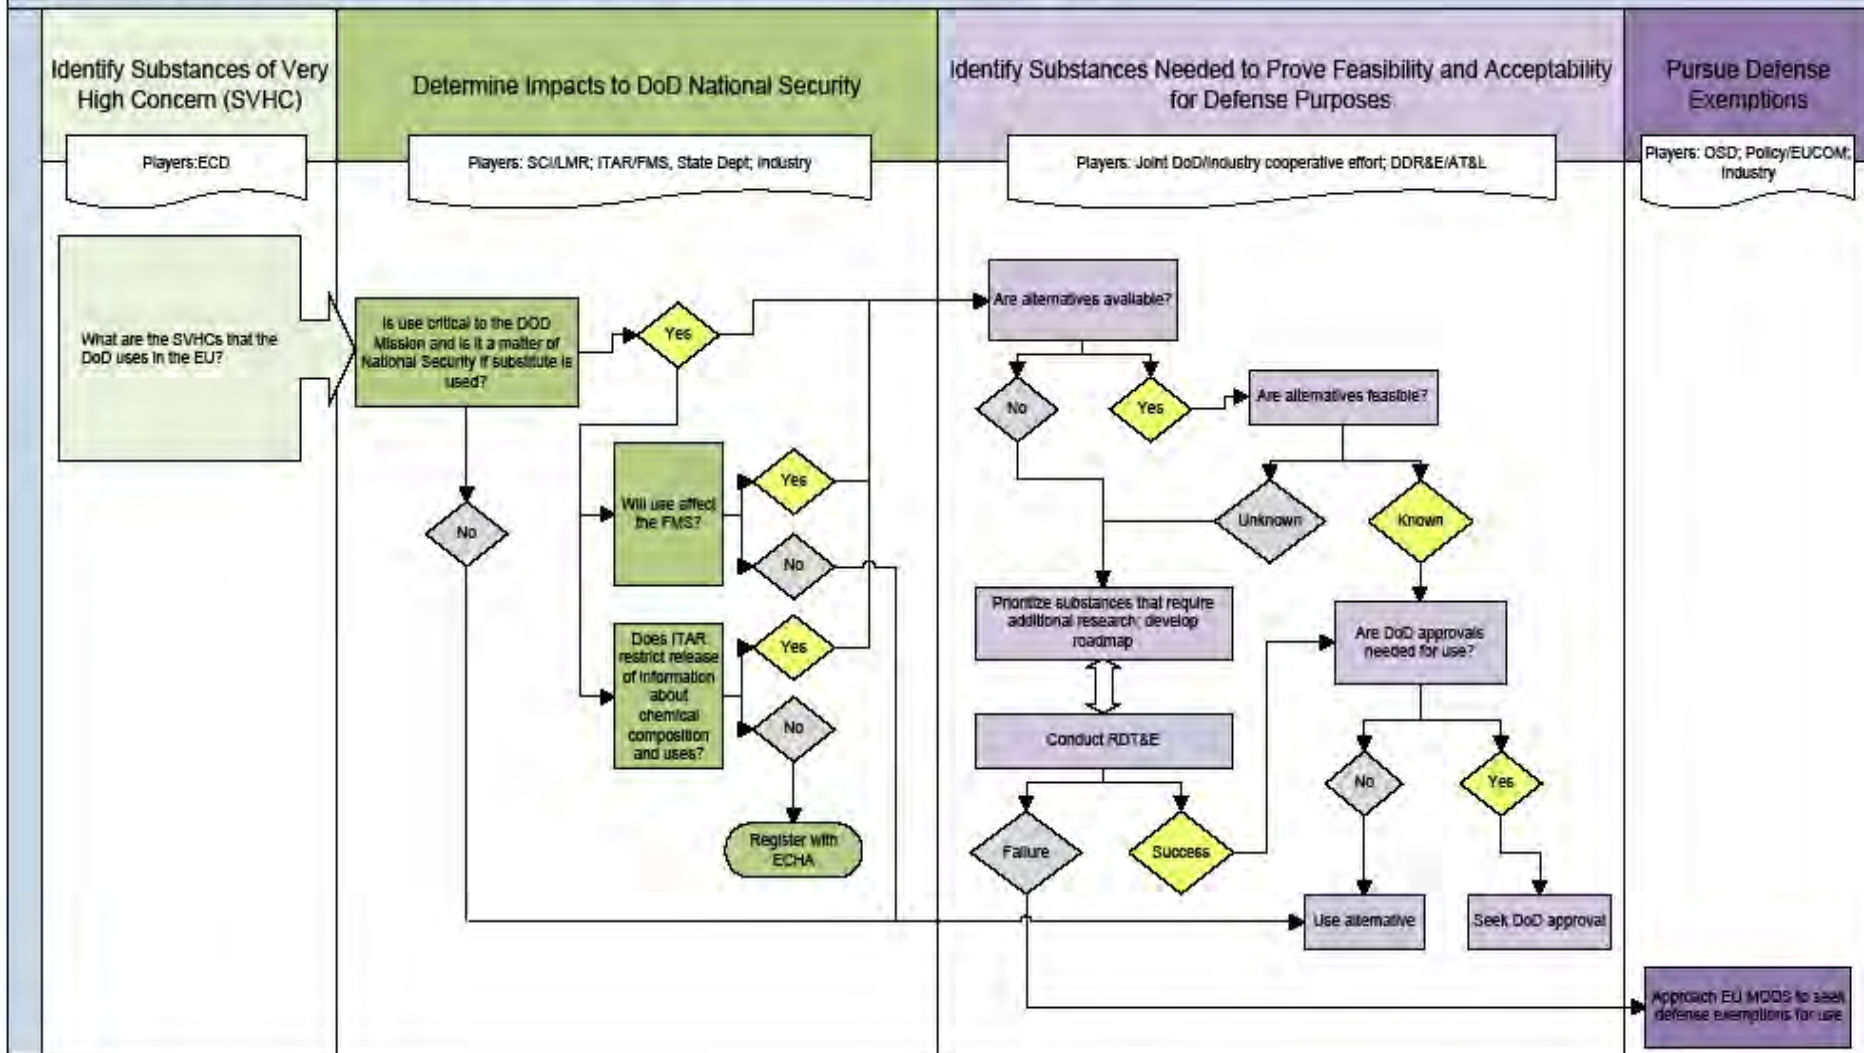 Identify Substances of Very
High Concern (SVHC)
Determine Impacts to DoD National Security
Identify Substances Needed to Prove Feasibility and Acceptability
for Defense Purposes
Pursue Defense
Exemptions
Players:ECD
Players: SCI/LMR; ITAR/FMS, State Dept; Industry
Players: Joint DoD/Industry cooperative effort; DDR&E/AT&L
Players: OSD; Policy/EUCOM;
Industry
What are the SVHCs that the
DoD uses in the EU?
Is use critical to the DOD
Mission and is it a matter of
National Security if substitute is
used?
Yes
No
Will use affect
the FMS?
Yes
No
Does ITAR
restrict release
of information
about
chemical
composition
and uses?
Yes
No
Register with
ECHA
Are alternatives available?
No
Yes
Are alternatives feasible?
Unknown
Known
Prioritize substances that require
additional research; develop
roadmap
Are DoD approvals
needed for use?
Conduct RDT&E
No
Yes
Failure
Success
Use alternative
Seek DoD approval
Approach EU MODS to seek
defense exemptions for use